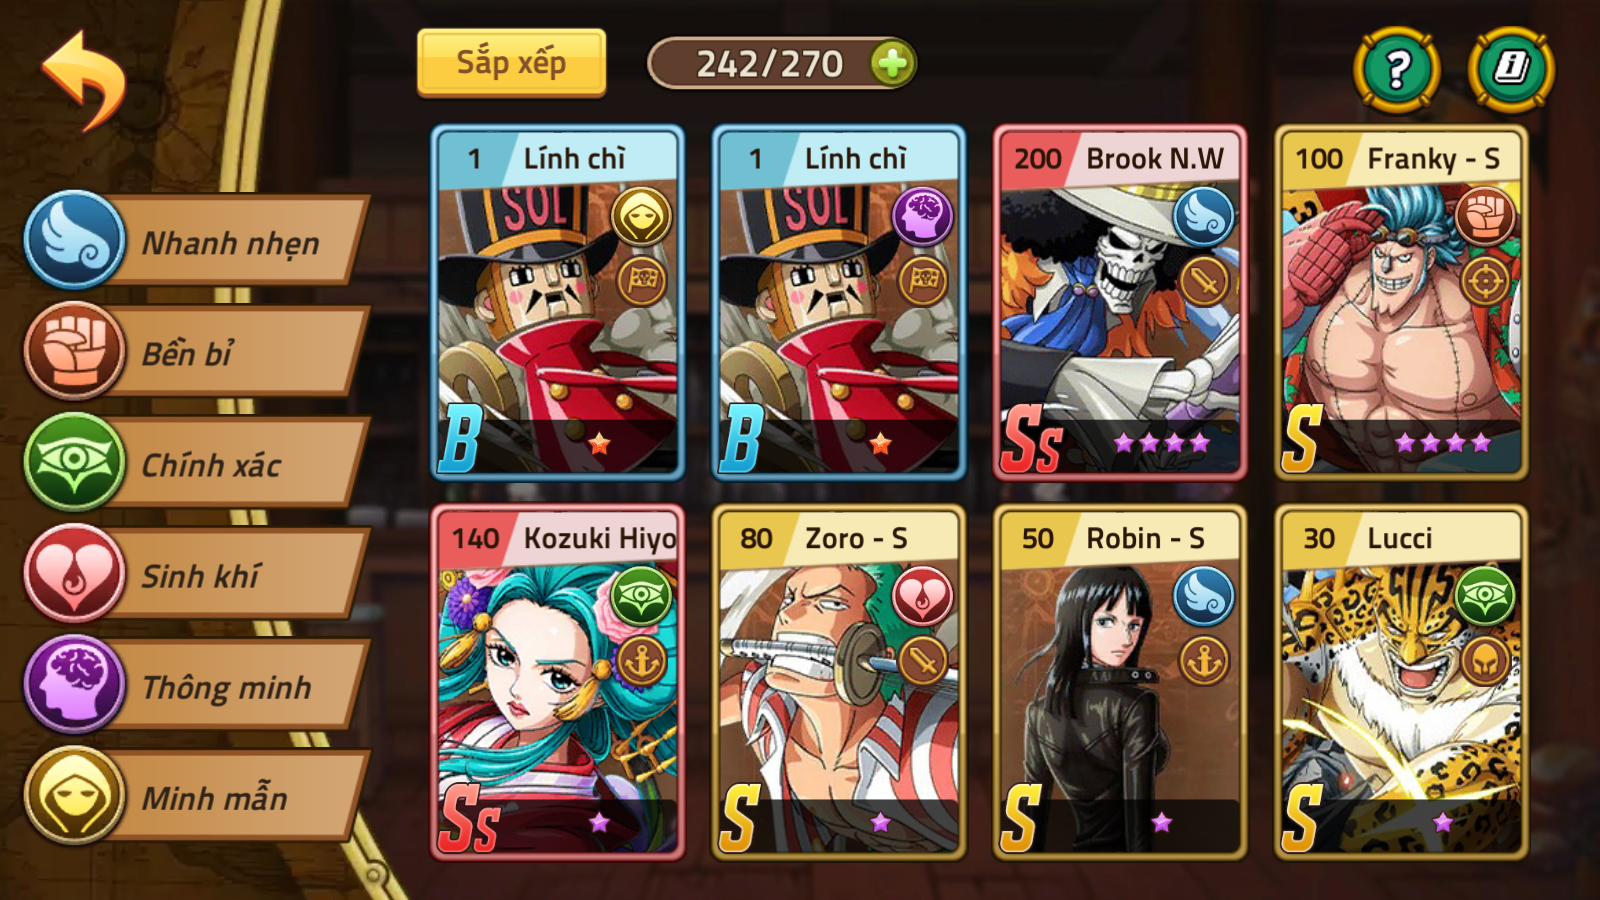 Sắp xếp
242/270
?
i
Nhanh nhẹn
Bền bỉ
Chính xác
Sinh khí
Thông minh
Minh mẫn
1 Lính chì
SOL
B
1 Lính chì
SOL
B
200 Brook N.W
Ss
100 Franky - S
S
140 Kozuki Hiyo
Ss
80 Zoro - S
S
50 Robin - S
S
30 Lucci
S